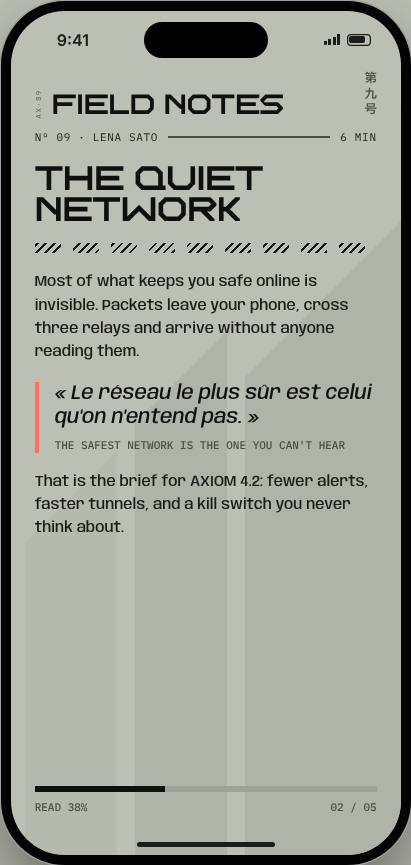 9:41
第九号
AX-09
FIELD NOTES
Nº 09 · LENA SATO
6 MIN
THE QUIET
NETWORK
Most of what keeps you safe online is
invisible. Packets leave your phone, cross
three relays and arrive without anyone
reading them.
« Le réseau le plus sûr est celui
qu'on n'entend pas. »
THE SAFEST NETWORK IS THE ONE YOU CAN'T HEAR
That is the brief for AXIOM 4.2: fewer alerts,
faster tunnels, and a kill switch you never
think about.
READ 38%
02 / 05